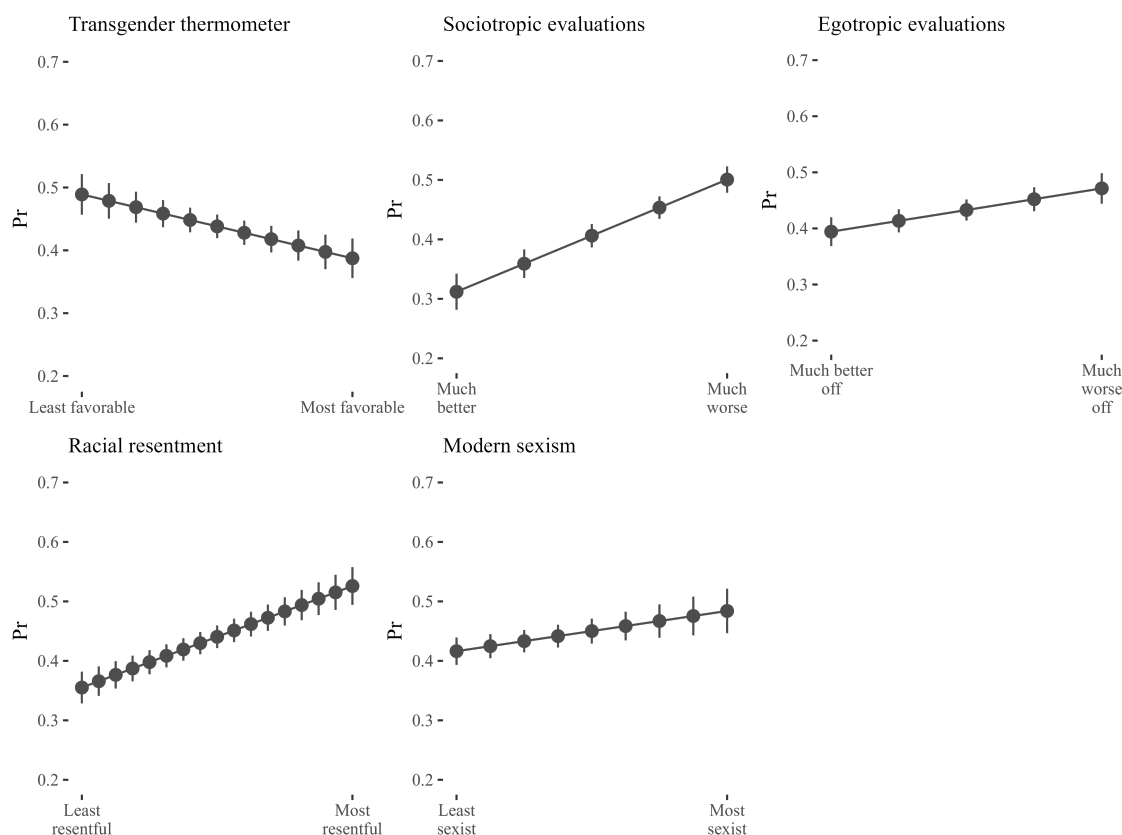 Transgender thermometer
Pr
0.7
0.6
0.5
0.4
0.3
0.2
Least favorable
Most favorable
Sociotropic evaluations
Pr
0.7
0.6
0.5
0.4
0.3
0.2
Much
better
Much
worse
Egotropic evaluations
Pr
0.7
0.6
0.5
0.4
0.3
0.2
Much better
off
Much
worse
off
Racial resentment
Pr
0.7
0.6
0.5
0.4
0.3
0.2
Least
resentful
Most
resentful
Modern sexism
Pr
0.7
0.6
0.5
0.4
0.3
0.2
Least
sexist
Most
sexist